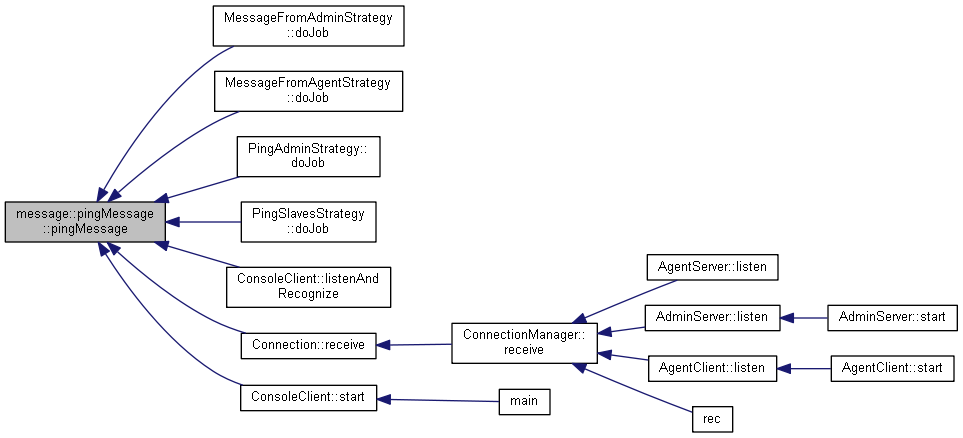 MessageFromAdminStrategy
::doJob
MessageFromAgentStrategy
::doJob
PingAdminStrategy::
doJob
message::pingMessage
::pingMessage
PingSlavesStrategy
::doJob
ConsoleClient::listenAnd
Recognize
Connection::receive
ConsoleClient::start
main
ConnectionManager::
receive
AgentServer::listen
AdminServer::listen
AdminServer::start
AgentClient::listen
AgentClient::start
rec